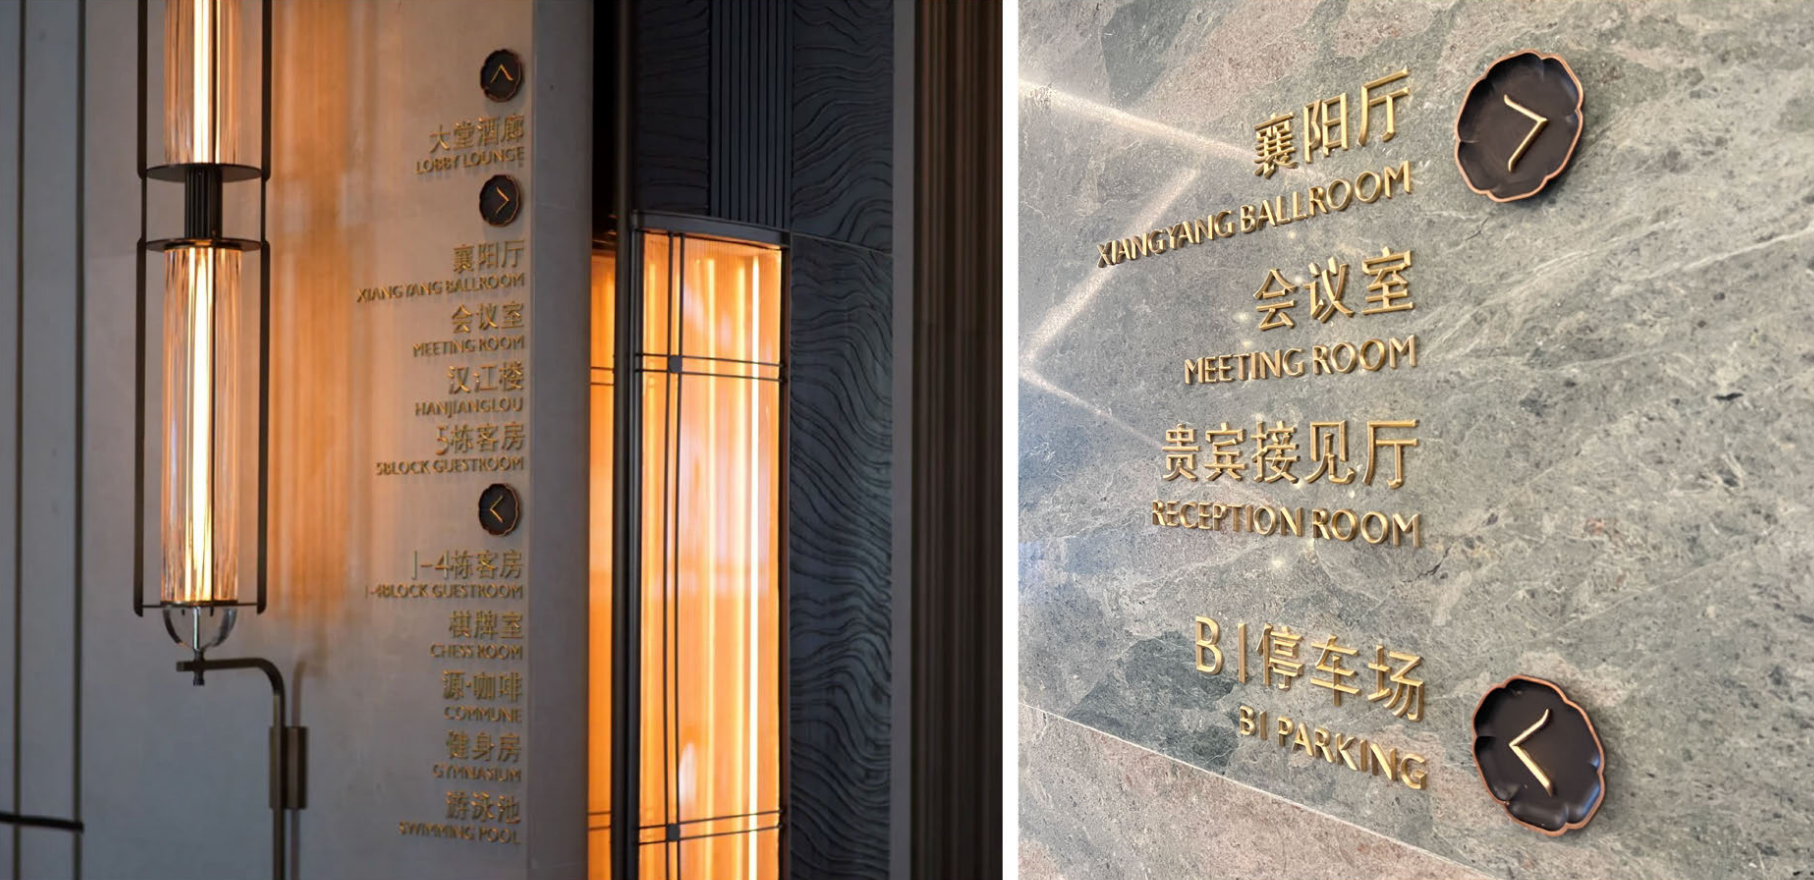 大堂酒廊
LOBBY LOUNGE
襄阳厅
XIANGYANG BALLROOM
会议室
MEETING ROOM
汉江楼
HANJIANGLOU
5栋客房
5BLOCK GUESTROOM
1-4栋客房
1-4BLOCK GUESTROOM
棋牌室
CHESS ROOM
源·咖啡
COMMUNE
健身房
GYMNASIUM
游泳池
SWIMMING POOL
襄阳厅
XIANGYANG BALLROOM
会议室
MEETING ROOM
贵宾接见厅
RECEPTION ROOM
B1停车场
B1 PARKING